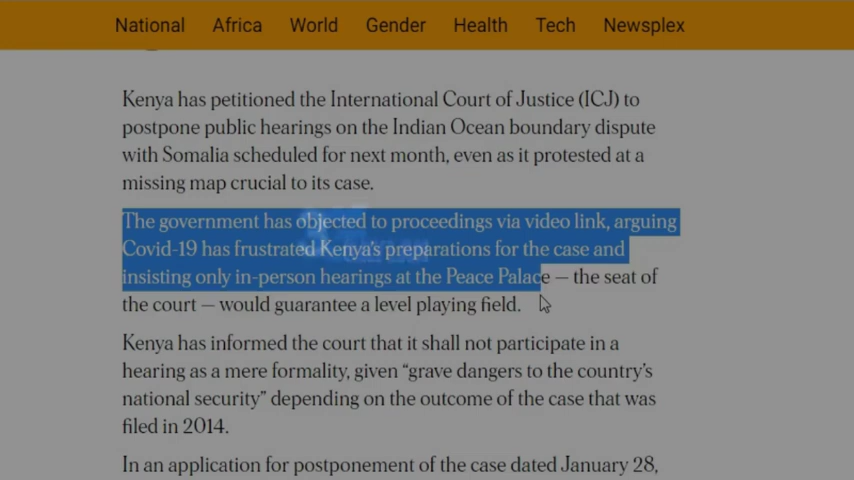 National Africa World Gender Health Tech Newsplex
Kenya has petitioned the International Court of Justice (ICJ) to
postpone public hearings on the Indian Ocean boundary dispute
with Somalia scheduled for next month, even as it protested at a
missing map crucial to its case.
The government has objected to proceedings via video link, arguing
Covid-19 has frustrated Kenya's preparations for the case and
insisting only in-person hearings at the Peace Palace — the seat of
the court — would guarantee a level playing field.
Kenya has informed the court that it shall not participate in a
hearing as a mere formality, given “grave dangers to the country's
national security” depending on the outcome of the case that was
filed in 2014.
In an application for postponement of the case dated January 28,